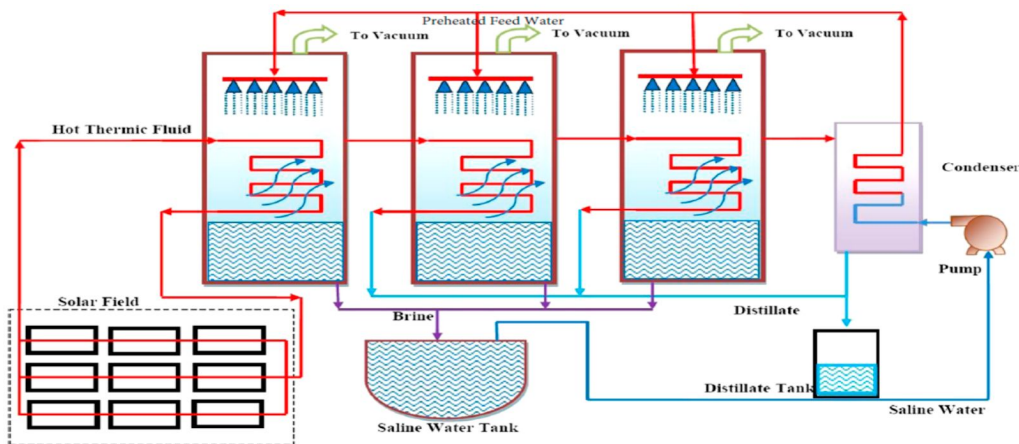 Preheated Feed Water
To Vacuum
To Vacuum
To Vacuum
Hot Thermic Fluid
Condenser
Pump
Solar Field
Brine
Distillate
Distillate Tank
Saline Water
Saline Water Tank